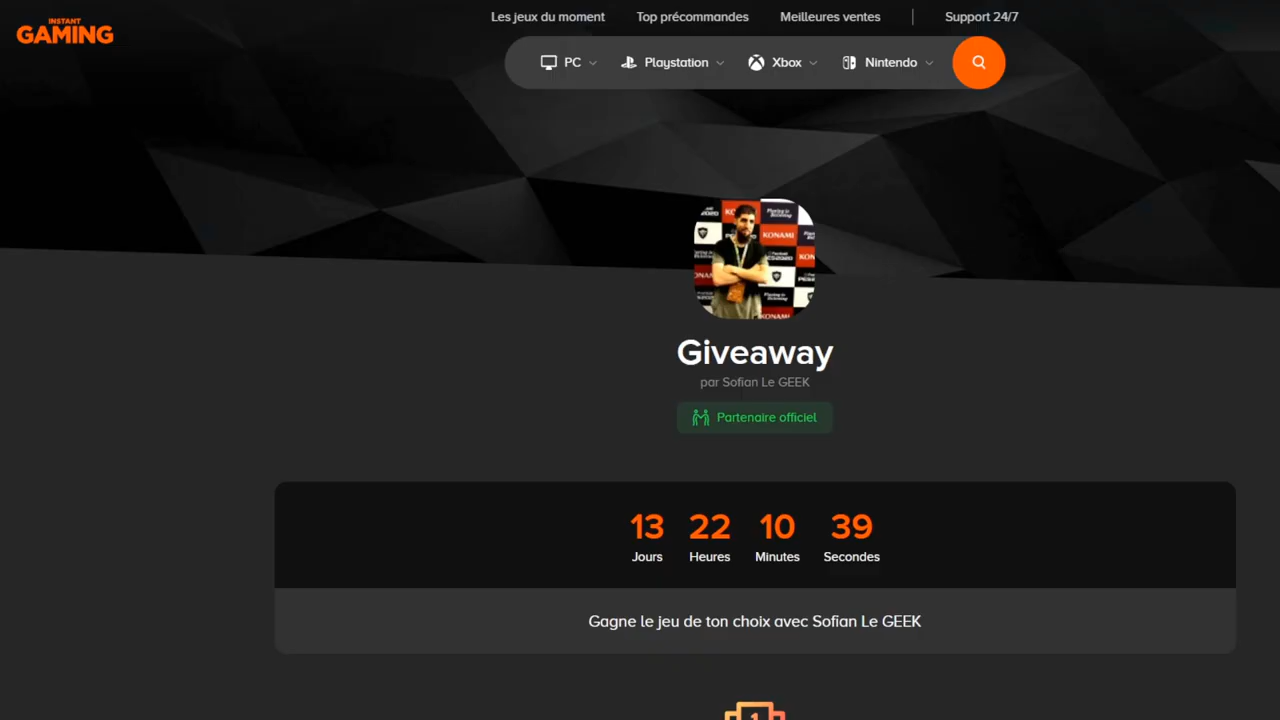 INSTANT
GAMING
Les jeux du moment
Top précommandes
Meilleures ventes
Support 24/7
PC
Playstation
Xbox
Nintendo
KONAMI
Giveaway
par Sofian Le GEEK
Partenaire officiel
13 22 10 39
Jours Heures Minutes Secondes
Gagne le jeu de ton choix avec Sofian Le GEEK
1